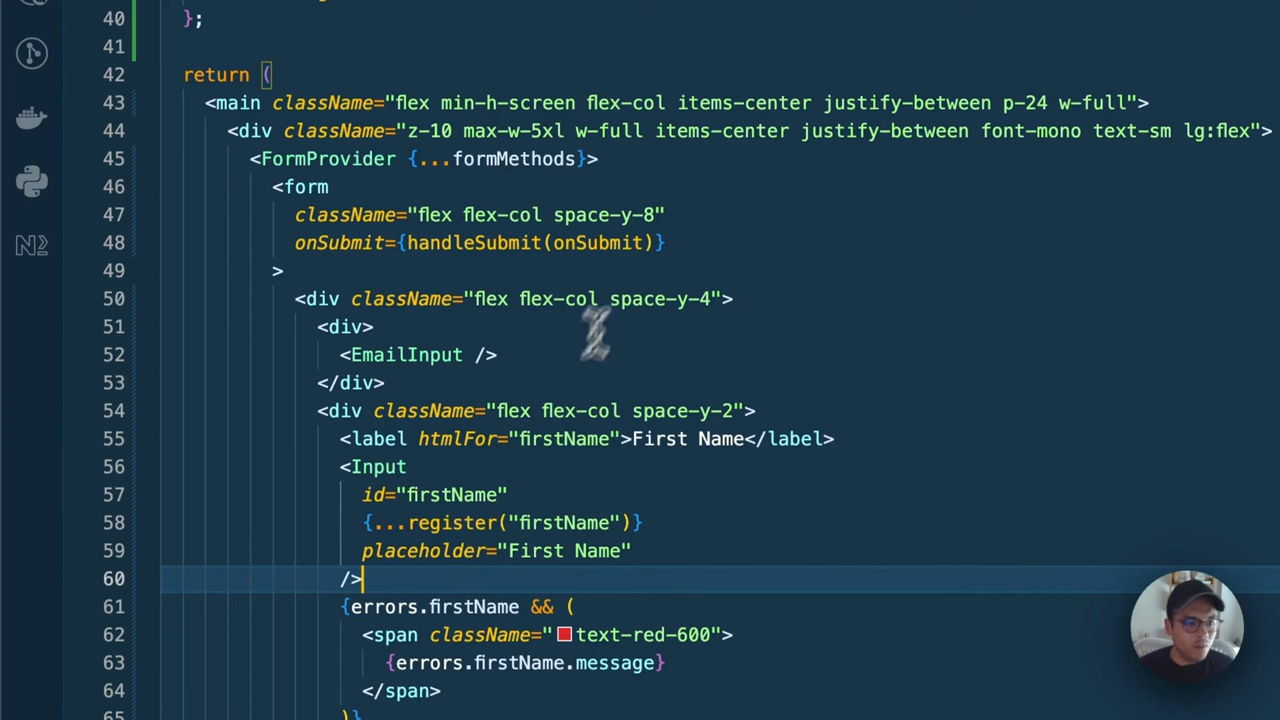 40 };
41
42 return (
43 <main className="flex min-h-screen flex-col items-center justify-between p-24 w-full">
44 <div className="z-10 max-w-5xl w-full items-center justify-between font-mono text-sm lg:flex">
45 <FormProvider {...formMethods}>
46 <form
47 className="flex flex-col space-y-8"
48 onSubmit={handleSubmit(onSubmit)}
49 >
50 <div className="flex flex-col space-y-4">
51 <div>
52 <EmailInput />
53 </div>
54 <div className="flex flex-col space-y-2">
55 <label htmlFor="firstName">First Name</label>
56 <Input
57 id="firstName"
58 {...register("firstName")}
59 placeholder="First Name"
60 />
61 {errors.firstName && (
62 <span className="text-red-600">
63 {errors.firstName.message}
64 </span>
65 )}